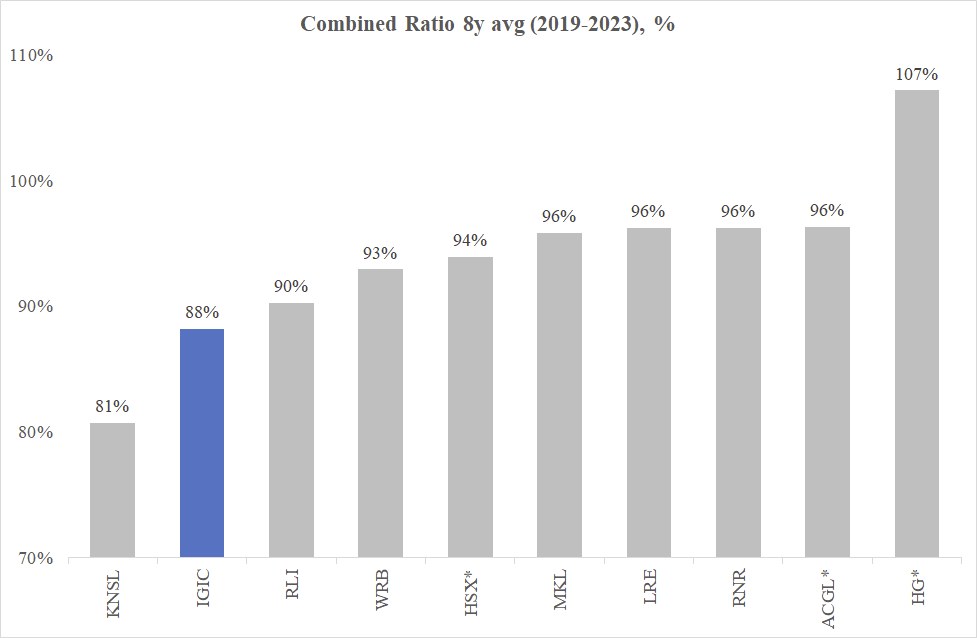 Combined Ratio 8y avg (2019-2023), %
110%
100%
90%
80%
70%
81%
88%
90%
93%
94%
96%
96%
96%
96%
107%
KNSL
IGIC
RLI
WRB
HSX*
MKL
LRE
RNR
ACGL*
HG*